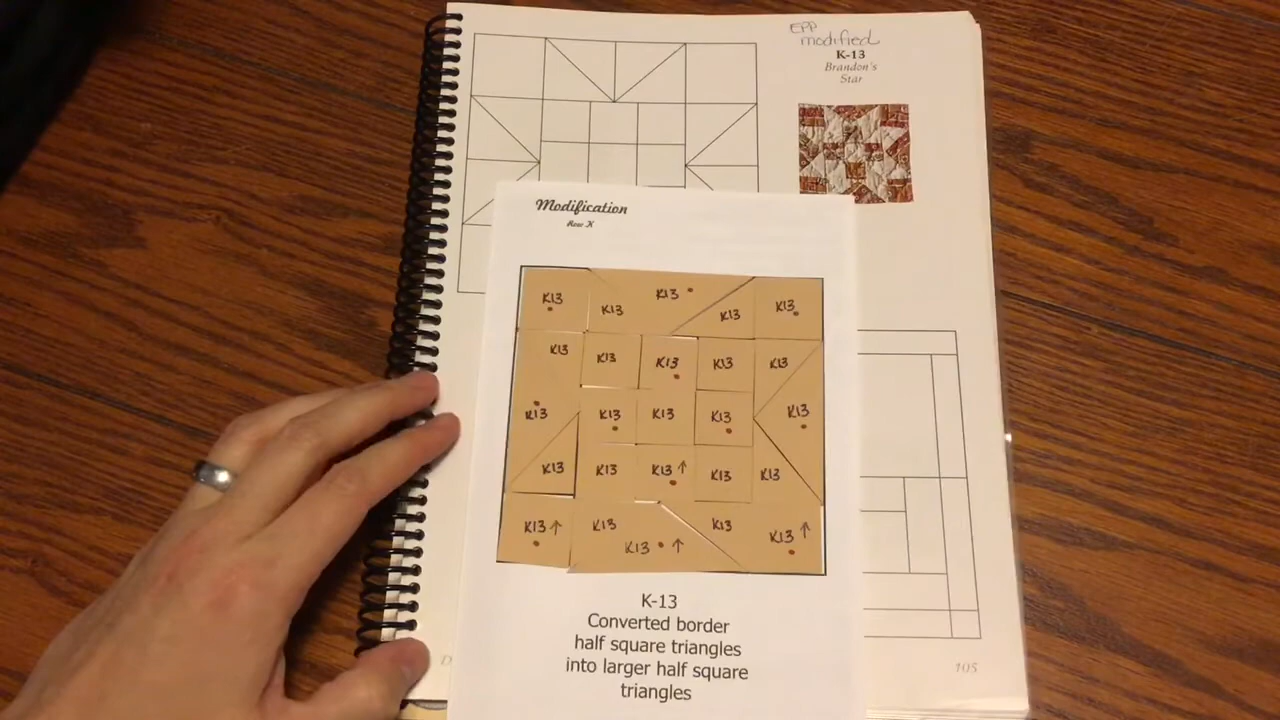 EPP
modified
K-13
Brandon's
Star
Modification
Row K
K13 K13 K13 K13 K13
K13 K13 K13 K13 K13
K13 K13 K13 K13 K13
K13 K13 K13 ↑ K13 K13
K13 ↑ K13 K13 ↑ K13 K13 ↑
K-13
Converted border
half square triangles
into larger half square
triangles
D
105